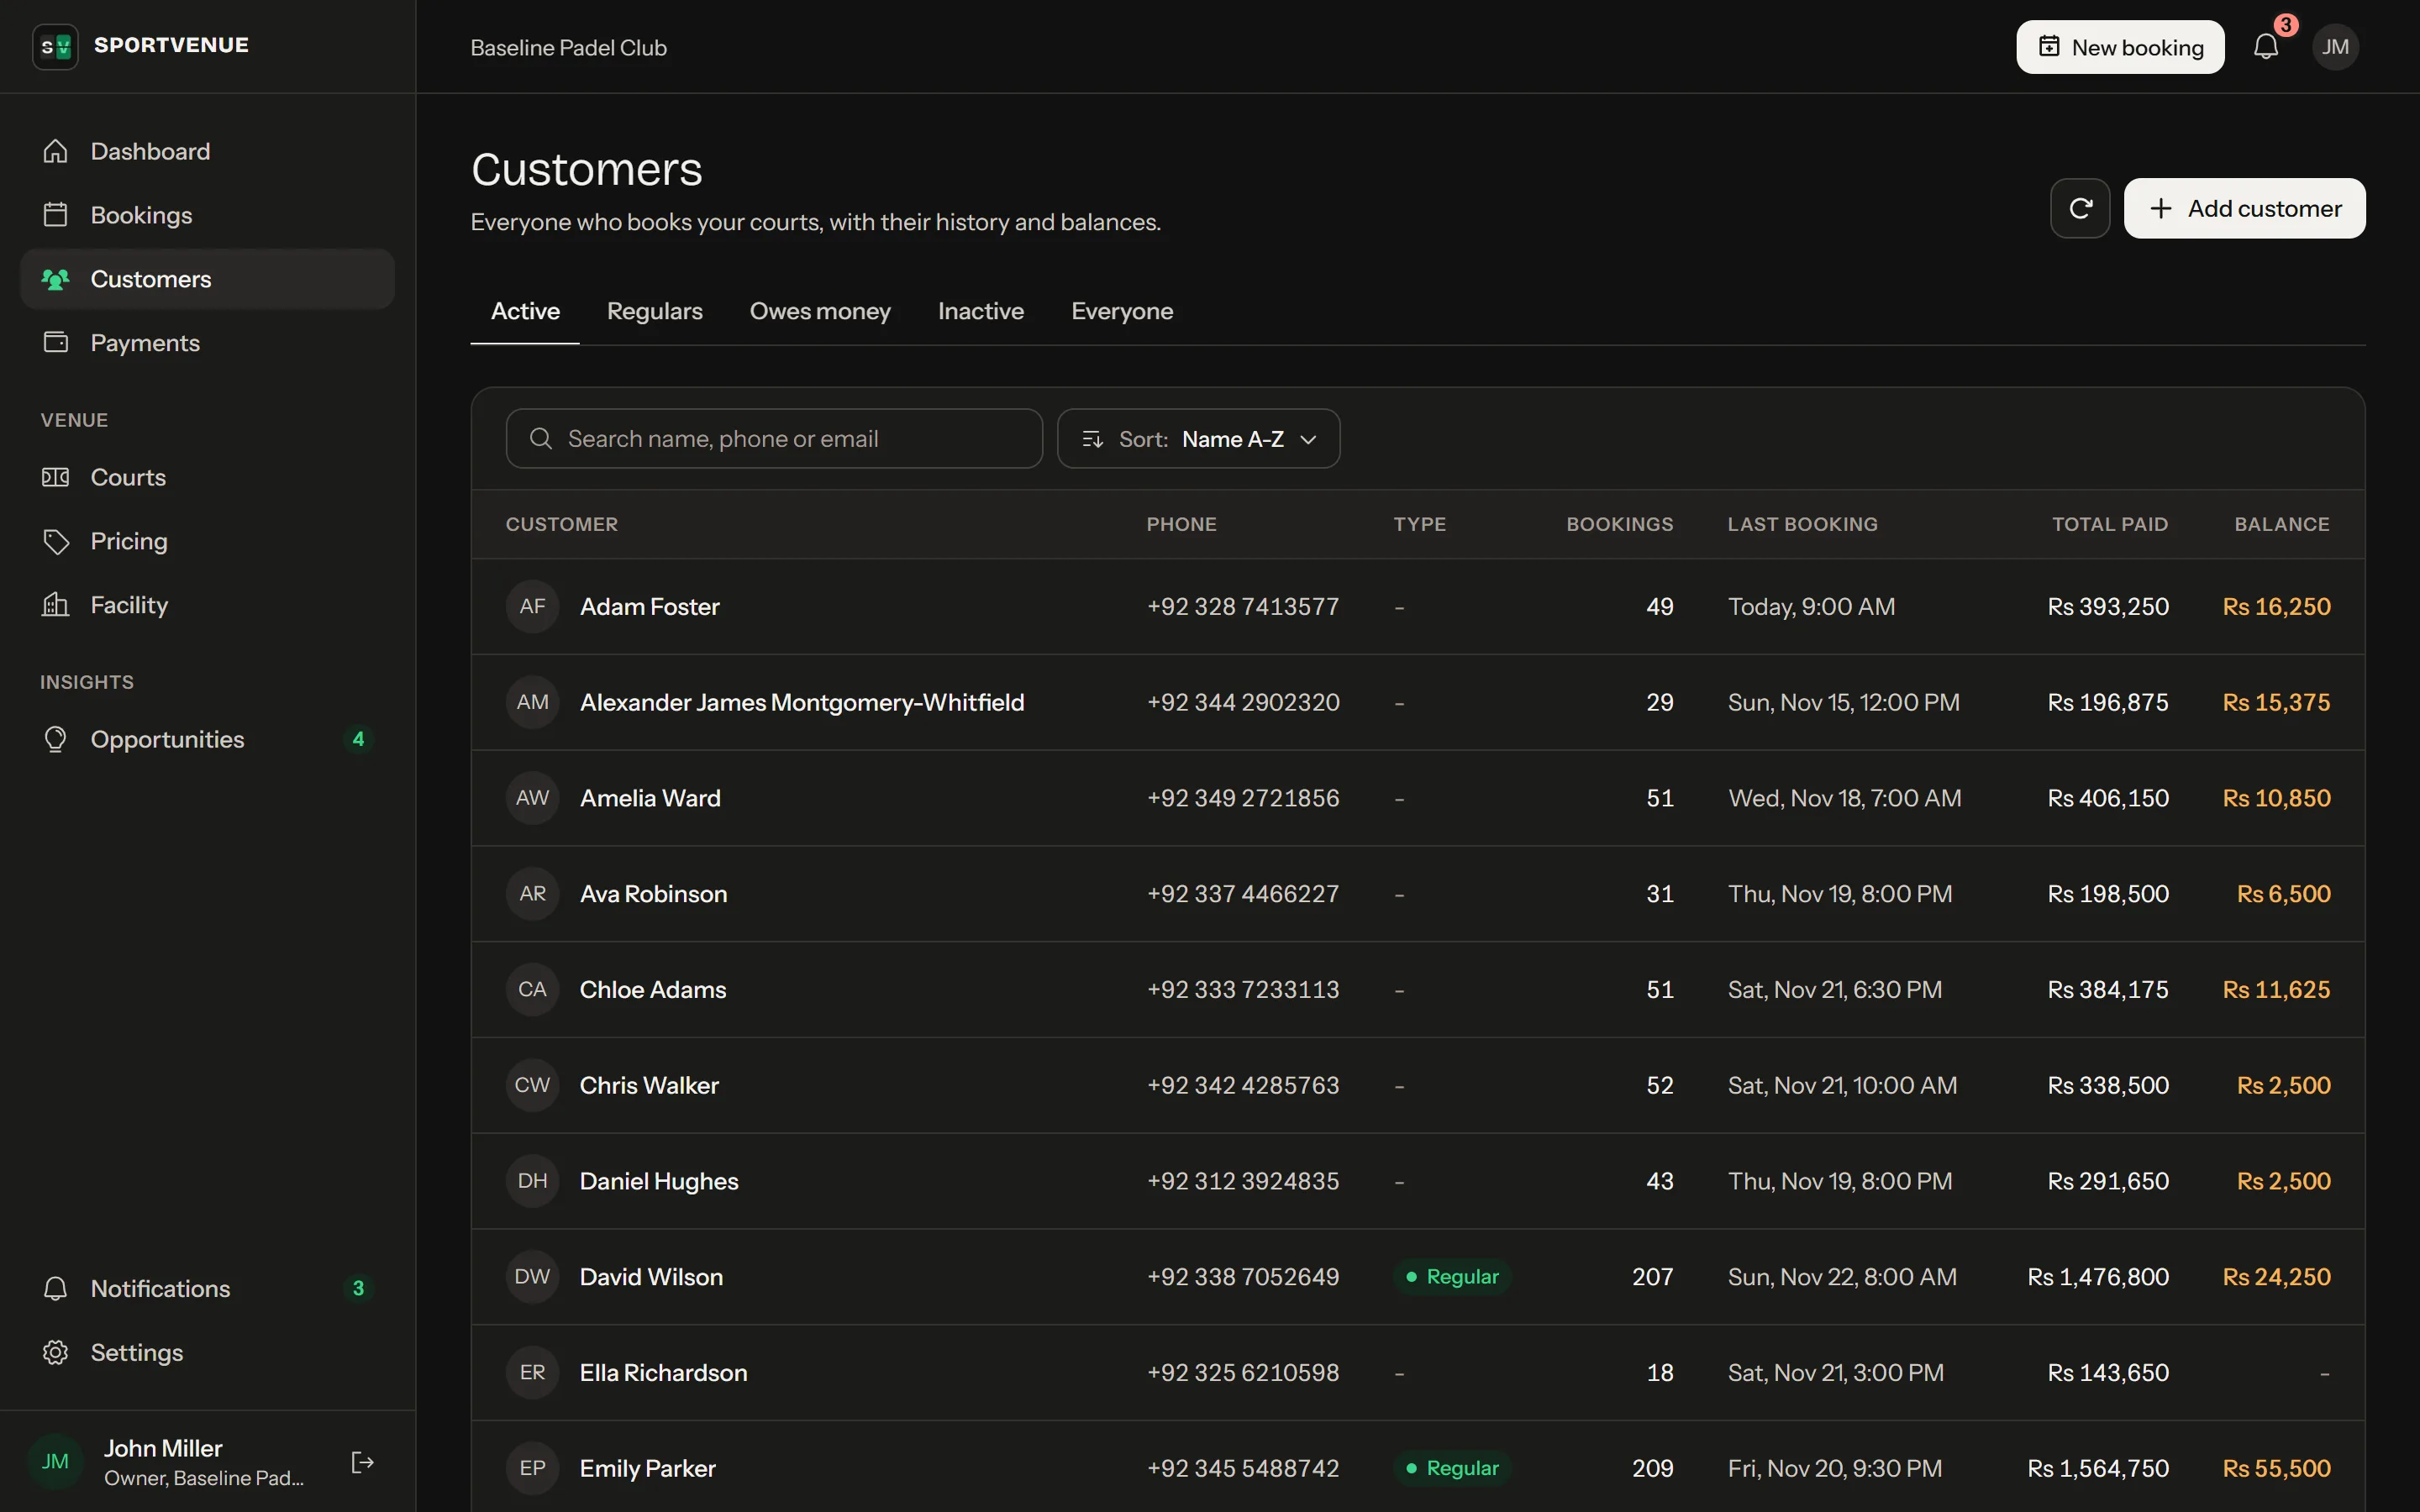 SV SPORTVENUE
Baseline Padel Club
New booking
3
JM
Dashboard
Bookings
Customers
Payments
VENUE
Courts
Pricing
Facility
INSIGHTS
Opportunities 4
Notifications 3
Settings
JM
John Miller
Owner, Baseline Pad...
Customers
Everyone who books your courts, with their history and balances.
Add customer
Active Regulars Owes money Inactive Everyone
Search name, phone or email
Sort: Name A-Z
CUSTOMER PHONE TYPE BOOKINGS LAST BOOKING TOTAL PAID BALANCE
AF Adam Foster +92 328 7413577 - 49 Today, 9:00 AM Rs 393,250 Rs 16,250
AM Alexander James Montgomery-Whitfield +92 344 2902320 - 29 Sun, Nov 15, 12:00 PM Rs 196,875 Rs 15,375
AW Amelia Ward +92 349 2721856 - 51 Wed, Nov 18, 7:00 AM Rs 406,150 Rs 10,850
AR Ava Robinson +92 337 4466227 - 31 Thu, Nov 19, 8:00 PM Rs 198,500 Rs 6,500
CA Chloe Adams +92 333 7233113 - 51 Sat, Nov 21, 6:30 PM Rs 384,175 Rs 11,625
CW Chris Walker +92 342 4285763 - 52 Sat, Nov 21, 10:00 AM Rs 338,500 Rs 2,500
DH Daniel Hughes +92 312 3924835 - 43 Thu, Nov 19, 8:00 PM Rs 291,650 Rs 2,500
DW David Wilson +92 338 7052649 Regular 207 Sun, Nov 22, 8:00 AM Rs 1,476,800 Rs 24,250
ER Ella Richardson +92 325 6210598 - 18 Sat, Nov 21, 3:00 PM Rs 143,650 -
EP Emily Parker +92 345 5488742 Regular 209 Fri, Nov 20, 9:30 PM Rs 1,564,750 Rs 55,500